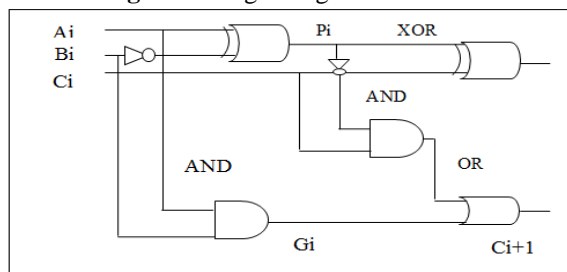 Ai Pi XOR
Bi
Ci
AND
AND
OR
Gi Ci+1